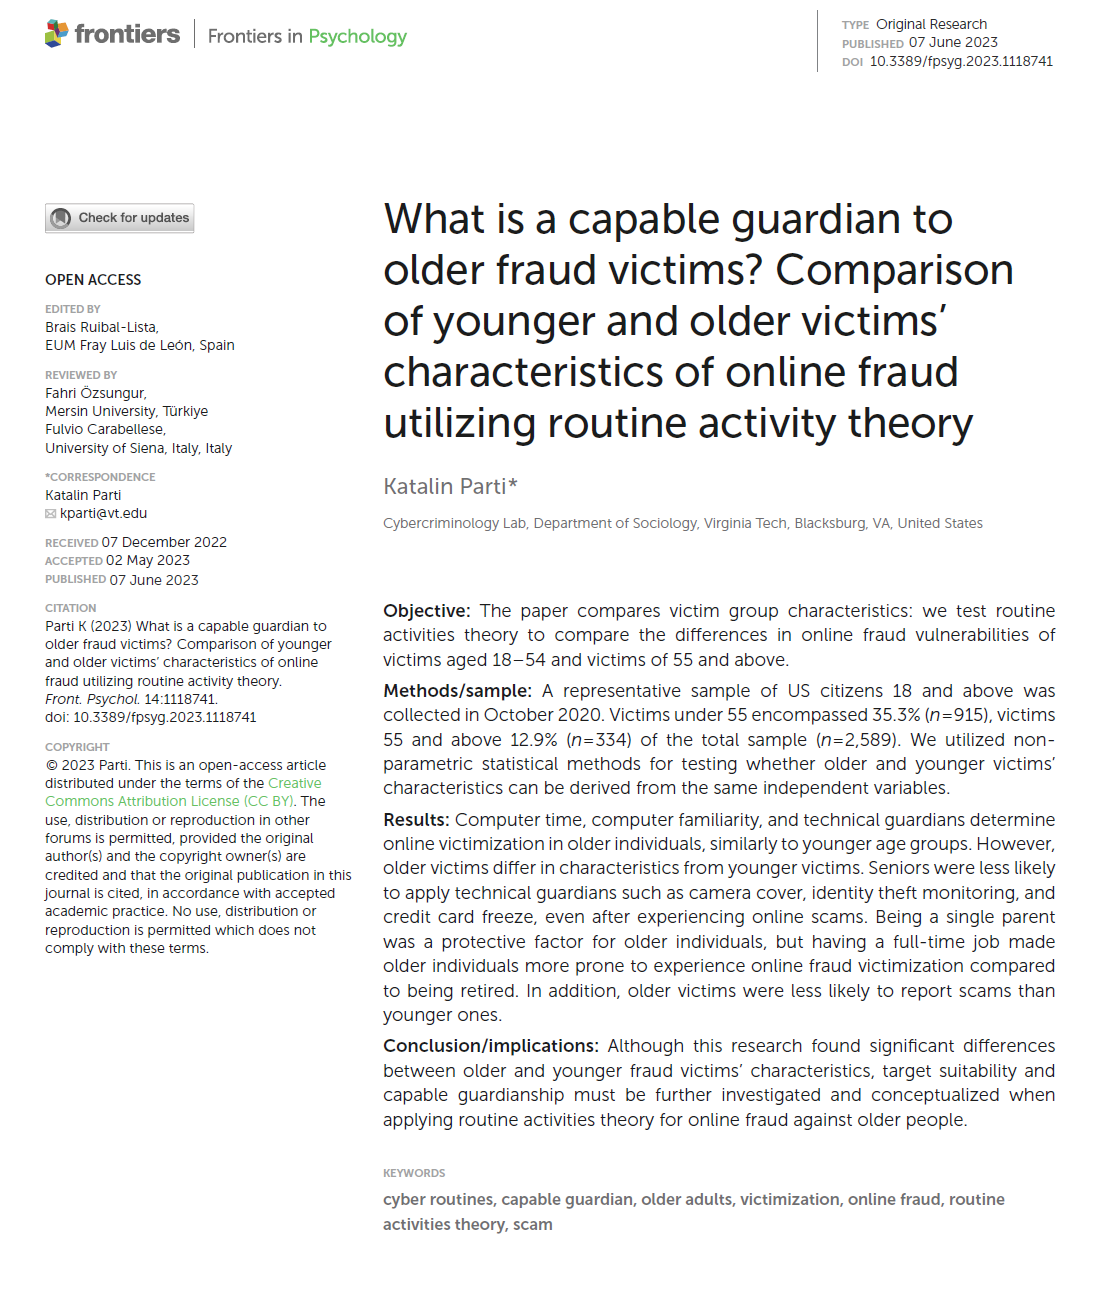 frontiers
Frontiers in Psychology
TYPE Original Research
PUBLISHED 07 June 2023
DOI 10.3389/fpsyg.2023.1118741
Check for updates
OPEN ACCESS
EDITED BY
Brais Ruibal-Lista,
EUM Fray Luis de León, Spain
REVIEWED BY
Fahri Özsungur,
Mersin University, Türkiye
Fulvio Carabellese,
University of Siena, Italy, Italy
*CORRESPONDENCE
Katalin Parti
kparti@vt.edu
RECEIVED 07 December 2022
ACCEPTED 02 May 2023
PUBLISHED 07 June 2023
CITATION
Parti K (2023) What is a capable guardian to
older fraud victims? Comparison of younger
and older victims’ characteristics of online
fraud utilizing routine activity theory.
Front. Psychol. 14:1118741.
doi: 10.3389/fpsyg.2023.1118741
COPYRIGHT
© 2023 Parti. This is an open-access article
distributed under the terms of the Creative
Commons Attribution License (CC BY). The
use, distribution or reproduction in other
forums is permitted, provided the original
author(s) and the copyright owner(s) are
credited and that the original publication in this
journal is cited, in accordance with accepted
academic practice. No use, distribution or
reproduction is permitted which does not
comply with these terms.
What is a capable guardian to
older fraud victims? Comparison
of younger and older victims’
characteristics of online fraud
utilizing routine activity theory
Katalin Parti*
Cybercriminology Lab, Department of Sociology, Virginia Tech, Blacksburg, VA, United States
Objective: The paper compares victim group characteristics: we test routine
activities theory to compare the differences in online fraud vulnerabilities of
victims aged 18–54 and victims of 55 and above.
Methods/sample: A representative sample of US citizens 18 and above was
collected in October 2020. Victims under 55 encompassed 35.3% (n=915), victims
55 and above 12.9% (n=334) of the total sample (n=2,589). We utilized non-
parametric statistical methods for testing whether older and younger victims’
characteristics can be derived from the same independent variables.
Results: Computer time, computer familiarity, and technical guardians determine
online victimization in older individuals, similarly to younger age groups. However,
older victims differ in characteristics from younger victims. Seniors were less likely
to apply technical guardians such as camera cover, identity theft monitoring, and
credit card freeze, even after experiencing online scams. Being a single parent
was a protective factor for older individuals, but having a full-time job made
older individuals more prone to experience online fraud victimization compared
to being retired. In addition, older victims were less likely to report scams than
younger ones.
Conclusion/implications: Although this research found significant differences
between older and younger fraud victims’ characteristics, target suitability and
capable guardianship must be further investigated and conceptualized when
applying routine activities theory for online fraud against older people.
KEYWORDS
cyber routines, capable guardian, older adults, victimization, online fraud, routine
activities theory, scam